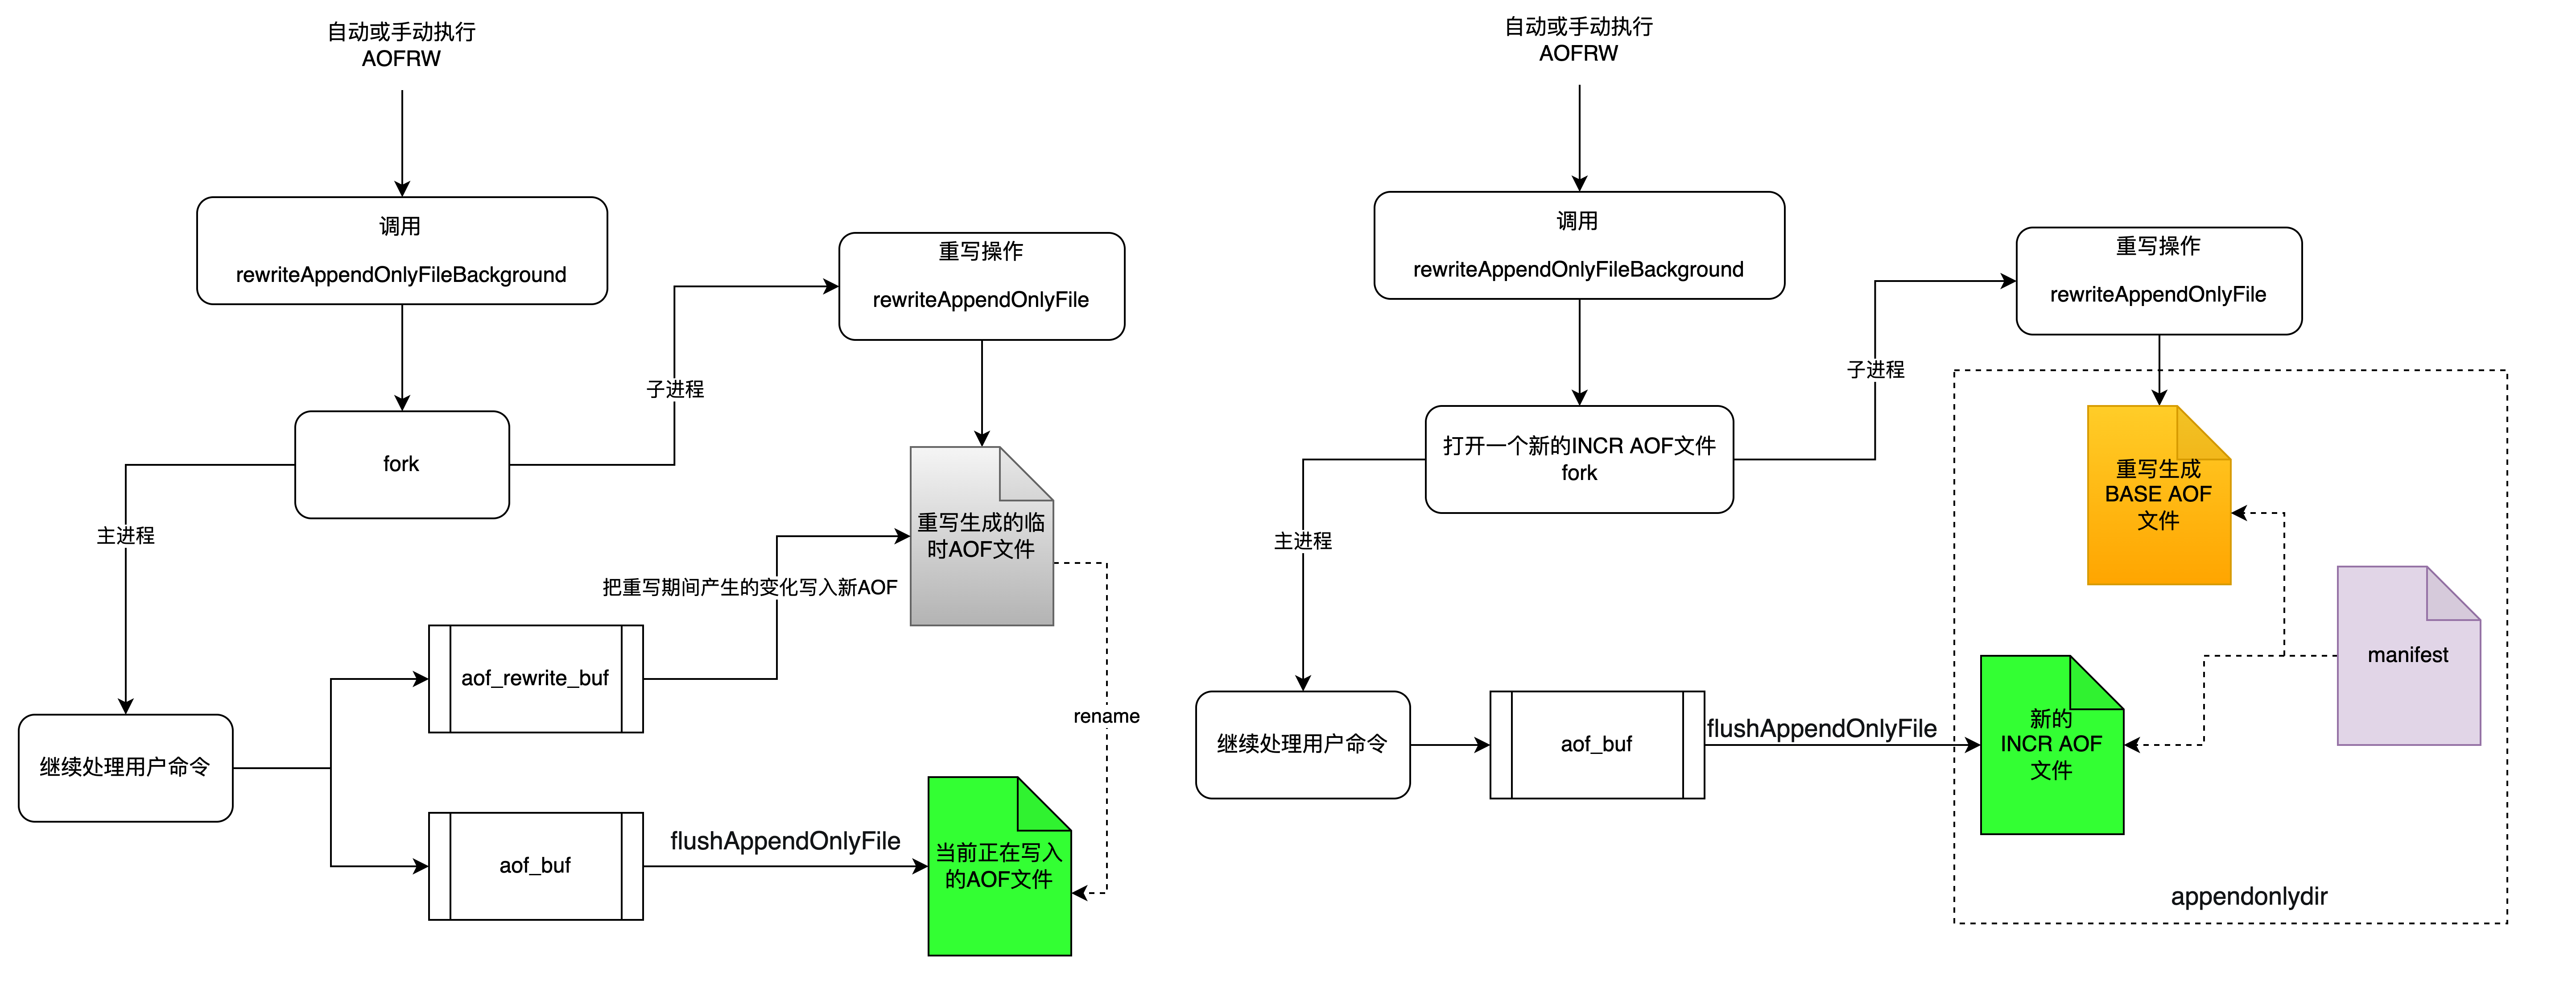 自动或手动执行
AOFRW
调用
rewriteAppendOnlyFileBackground
重写操作
rewriteAppendOnlyFile
子进程
fork
主进程
重写生成的临
时AOF文件
把重写期间产生的变化写入新AOF
aof_rewrite_buf
rename
继续处理用户命令
aof_buf
flushAppendOnlyFile
当前正在写入
的AOF文件
自动或手动执行
AOFRW
调用
rewriteAppendOnlyFileBackground
重写操作
rewriteAppendOnlyFile
子进程
打开一个新的INCR AOF文件
fork
重写生成
BASE AOF
文件
主进程
manifest
继续处理用户命令
aof_buf
flushAppendOnlyFile
新的
INCR AOF
文件
appendonlydir